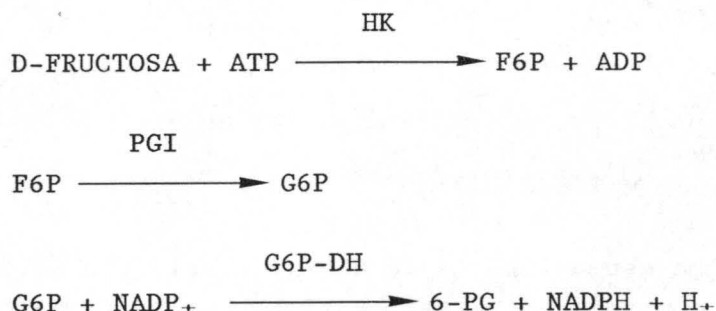 HK
D-FRUCTOSA + ATP ⟶ F6P + ADP
PGI
F6P ⟶ G6P
G6P-DH
G6P + NADP+ ⟶ 6-PG + NADPH + H+